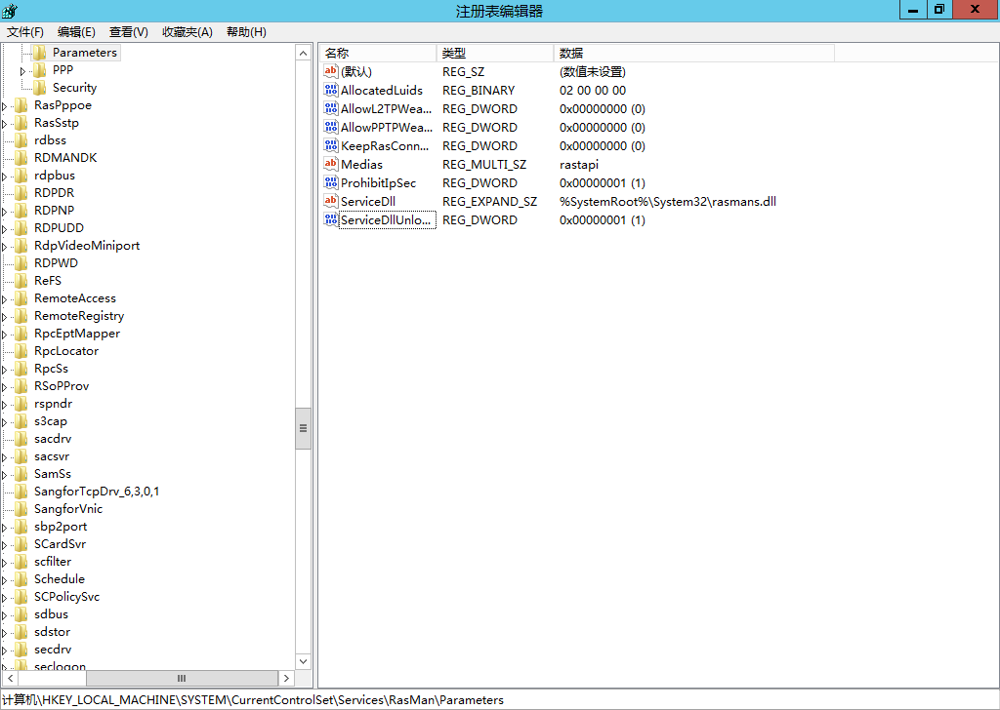 注册表编辑器
文件(F) 编辑(E) 查看(V) 收藏夹(A) 帮助(H)
Parameters
PPP
Security
RasPppoe
RasSstp
rdbss
RDMANDK
rdpbus
RDPDR
RDPNP
RDPUDD
RdpVideoMiniport
RDPWD
ReFS
RemoteAccess
RemoteRegistry
RpcEptMapper
RpcLocator
RpcSs
RSoPProv
rspndr
s3cap
sacdrv
sacsvr
SamSs
SangforTcpDrv_6,3,0,1
SangforVnic
sbp2port
SCardSvr
scfilter
Schedule
SCPolicySvc
sdbus
sdstor
secdrv
seclogon
名称 类型 数据
(默认) REG_SZ (数值未设置)
AllocatedLuids REG_BINARY 02 00 00 00
AllowL2TPWea... REG_DWORD 0x00000000 (0)
AllowPPTPWea... REG_DWORD 0x00000000 (0)
KeepRasConn... REG_DWORD 0x00000000 (0)
Medias REG_MULTI_SZ rastapi
ProhibitIpSec REG_DWORD 0x00000001 (1)
ServiceDll REG_EXPAND_SZ %SystemRoot%\System32\rasmans.dll
ServiceDllUnlo... REG_DWORD 0x00000001 (1)
计算机\HKEY_LOCAL_MACHINE\SYSTEM\CurrentControlSet\Services\RasMan\Parameters